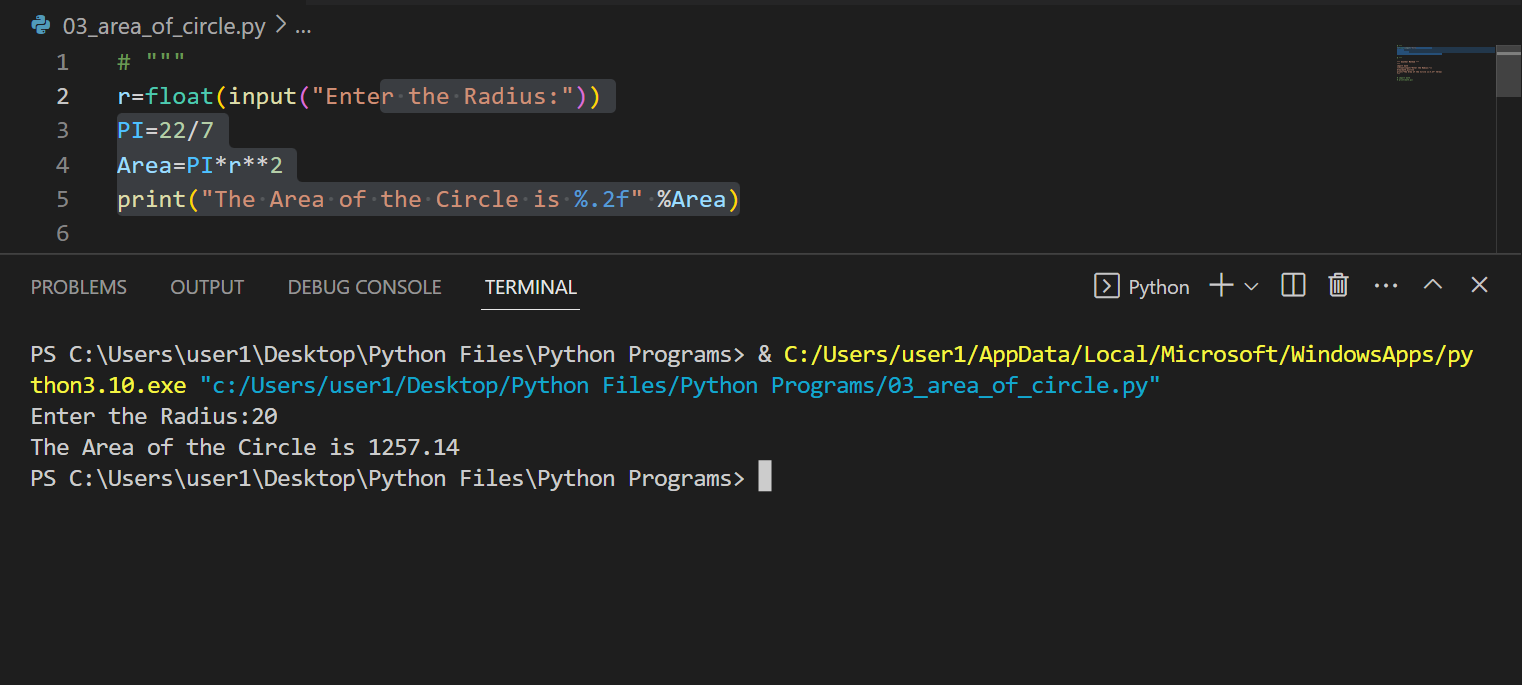 03_area_of_circle.py > ...
1 # """
2 r=float(input("Enter the Radius:"))
3 PI=22/7
4 Area=PI*r**2
5 print("The Area of the Circle is %.2f" %Area)
6
PROBLEMS OUTPUT DEBUG CONSOLE TERMINAL Python
PS C:\Users\user1\Desktop\Python Files\Python Programs> & C:/Users/user1/AppData/Local/Microsoft/WindowsApps/py
thon3.10.exe "c:/Users/user1/Desktop/Python Files/Python Programs/03_area_of_circle.py"
Enter the Radius:20
The Area of the Circle is 1257.14
PS C:\Users\user1\Desktop\Python Files\Python Programs>